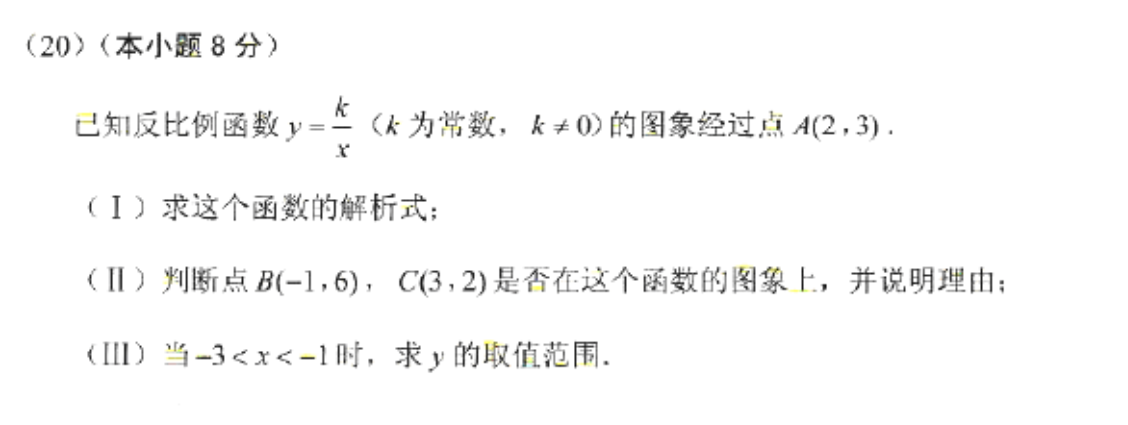 （20）（本小题 8 分）
已知反比例函数 y = k/x （k 为常数，k ≠ 0）的图象经过点 A(2，3)．
（Ⅰ）求这个函数的解析式；
（Ⅱ）判断点 B(−1，6)，C(3，2) 是否在这个函数的图象上，并说明理由；
（Ⅲ）当 −3 < x < −1 时，求 y 的取值范围．